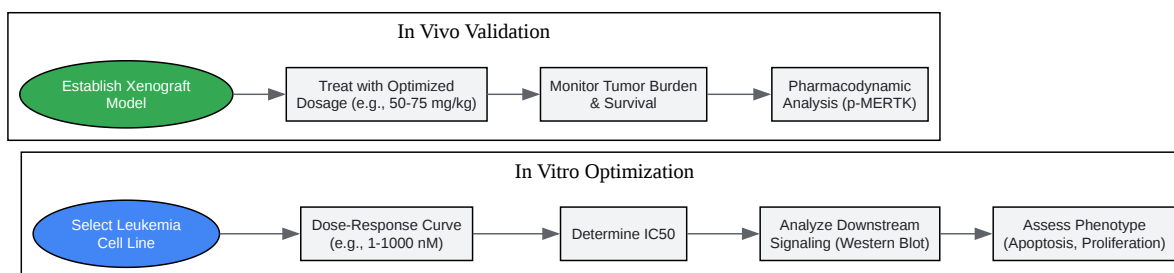 In Vivo Validation
Establish Xenograft
Model
Treat with Optimized
Dosage (e.g., 50-75 mg/kg)
Monitor Tumor Burden
& Survival
Pharmacodynamic
Analysis (p-MERTK)
In Vitro Optimization
Select Leukemia
Cell Line
Dose-Response Curve
(e.g., 1-1000 nM)
Determine IC50
Analyze Downstream
Signaling (Western Blot)
Assess Phenotype
(Apoptosis, Proliferation)